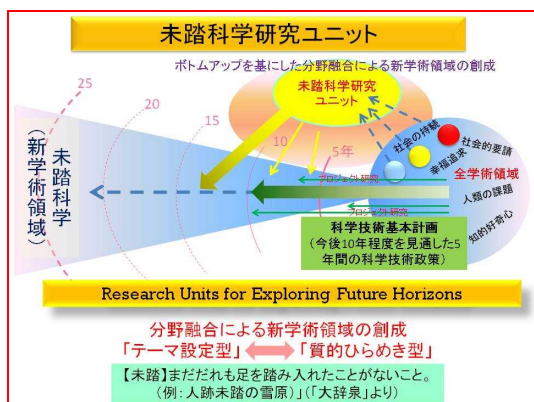 未踏科学研究ユニット
ボトムアップを基にした分野融合による新学術領域の創成
未踏科学研究
ユニット
25
20
15
10
5年
未踏科学
(新学術領域)
社会の持続
幸福追求
社会的要請
全学術領域
人類の課題
知的好奇心
プロジェクト研究
プロジェクト研究
科学技術基本計画
(今後10年程度を見通した5
年間の科学技術政策)
Research Units for Exploring Future Horizons
分野融合による新学術領域の創成
「テーマ設定型」 「質的ひらめき型」
【未踏】まだだれも足を踏み入れたことがないこと。
(例:人跡未踏の雪原)」(「大辞泉」より)